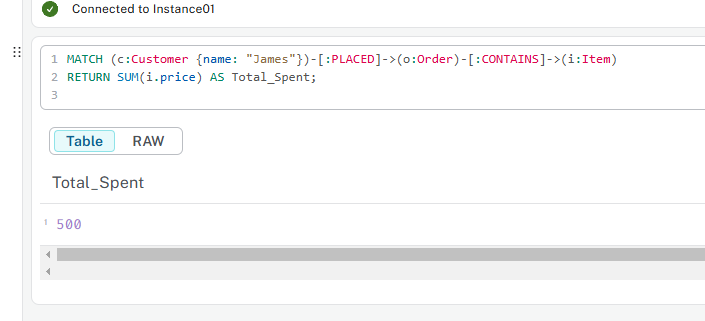 Connected to Instance01
1 MATCH (c:Customer {name: "James"})-[:PLACED]->(o:Order)-[:CONTAINS]->(i:Item)
2 RETURN SUM(i.price) AS Total_Spent;
3
Table RAW
Total_Spent
1 500